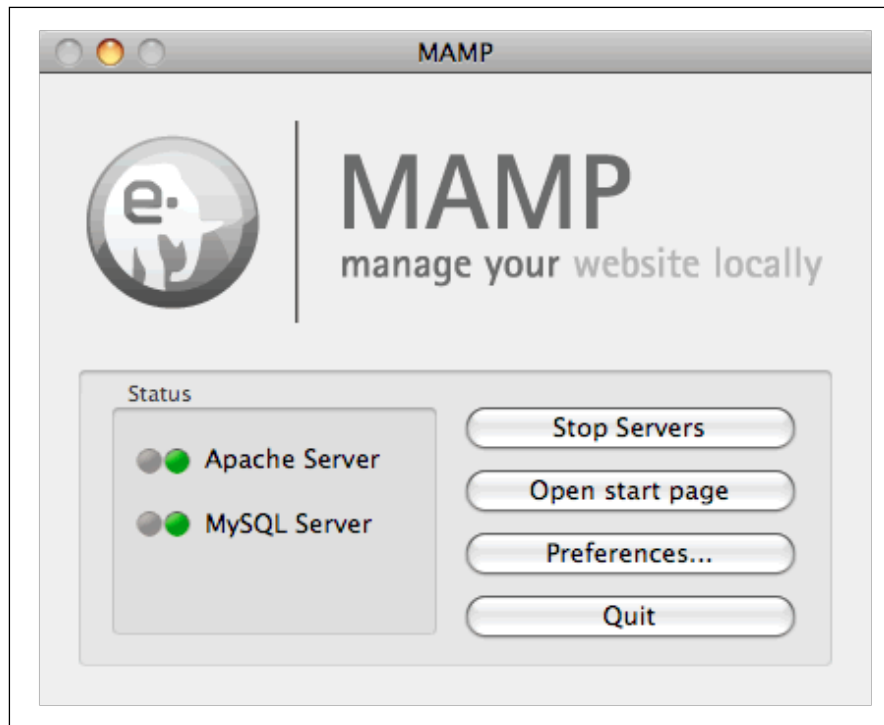 MAMP
e.
MAMP
manage your website locally
Status
Apache Server
MySQL Server
Stop Servers
Open start page
Preferences...
Quit